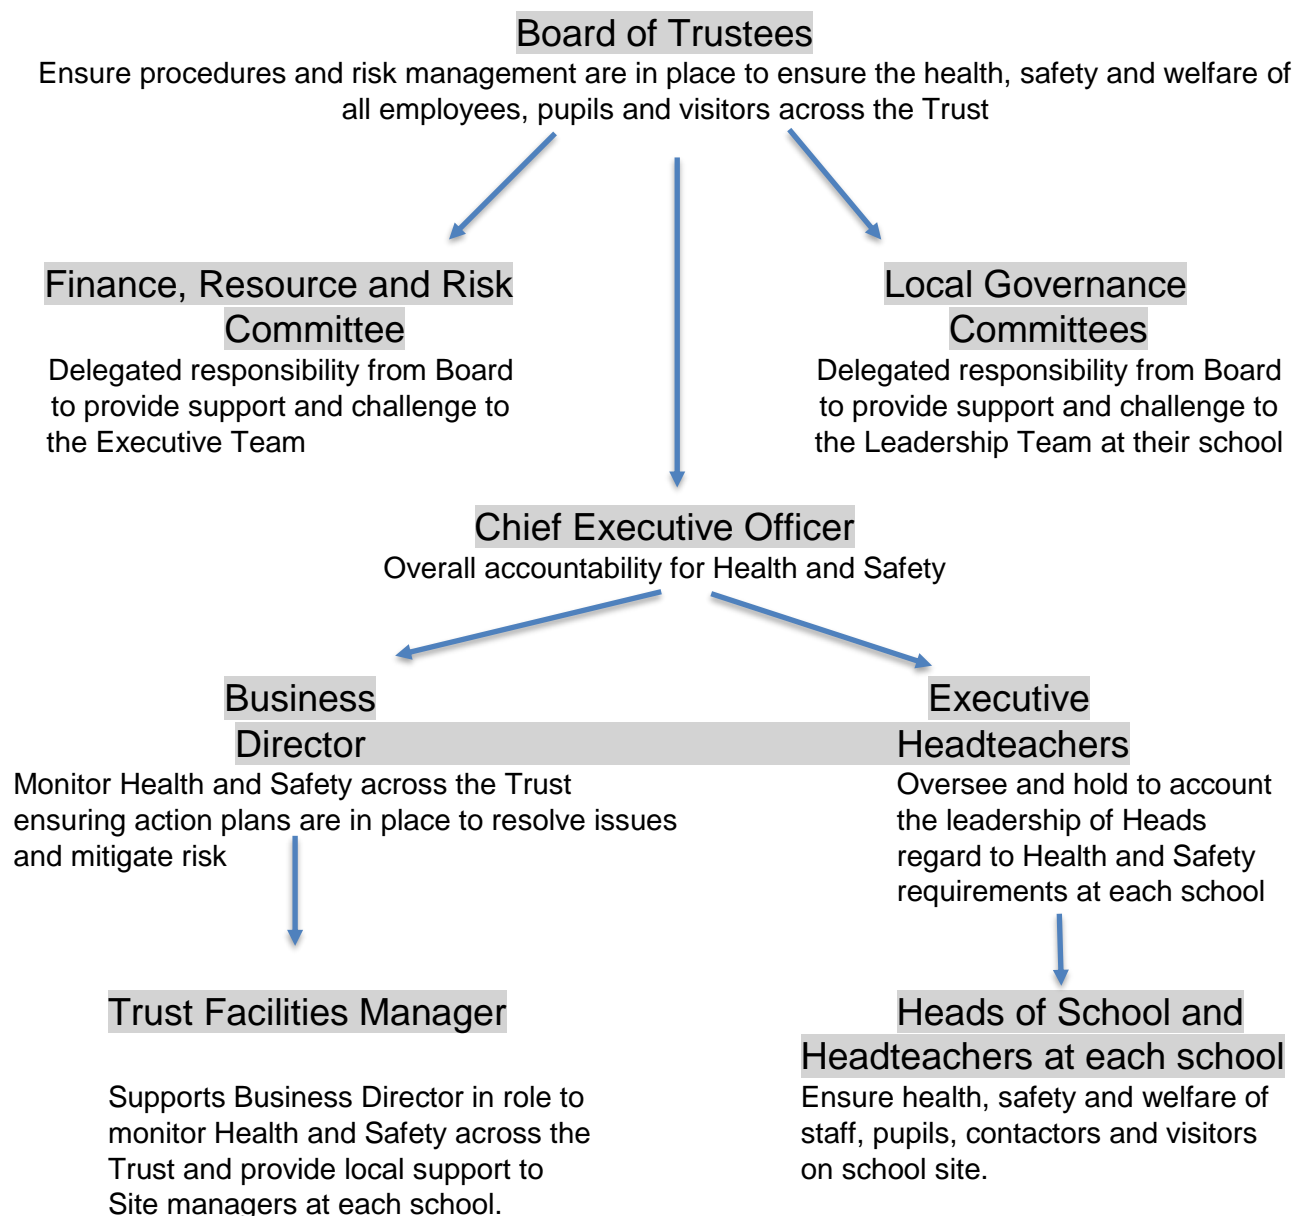 Board of Trustees
Ensure procedures and risk management are in place to ensure the health, safety and welfare of
all employees, pupils and visitors across the Trust
Finance, Resource and Risk
Committee
Delegated responsibility from Board
to provide support and challenge to
the Executive Team
Local Governance
Committees
Delegated responsibility from Board
to provide support and challenge to
the Leadership Team at their school
Chief Executive Officer
Overall accountability for Health and Safety
Business
Director
Monitor Health and Safety across the Trust
ensuring action plans are in place to resolve issues
and mitigate risk
Executive
Headteachers
Oversee and hold to account
the leadership of Heads
regard to Health and Safety
requirements at each school
Trust Facilities Manager
Supports Business Director in role to
monitor Health and Safety across the
Trust and provide local support to
Site managers at each school.
Heads of School and
Headteachers at each school
Ensure health, safety and welfare of
staff, pupils, contactors and visitors
on school site.